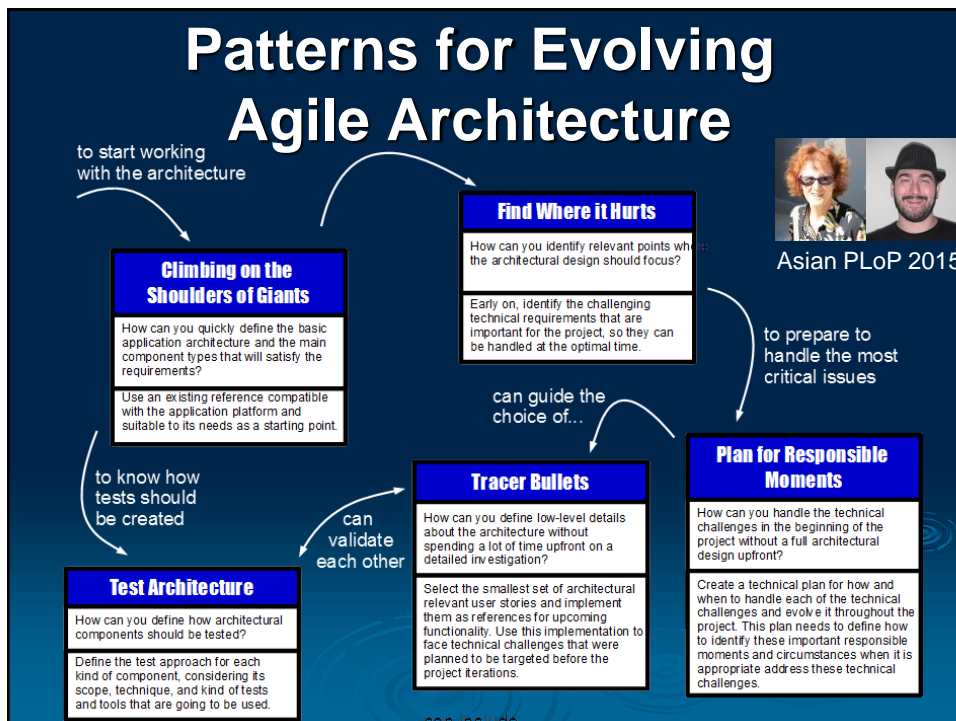 Patterns for Evolving
Agile Architecture
to start working
with the architecture
Asian PLoP 2015
Find Where it Hurts
How can you identify relevant points where
the architectural design should focus?
Early on, identify the challenging
technical requirements that are
important for the project, so they can
be handled at the optimal time.
Climbing on the
Shoulders of Giants
How can you quickly define the basic
application architecture and the main
component types that will satisfy the
requirements?
Use an existing reference compatible
with the application platform and
suitable to its needs as a starting point.
to prepare to
handle the most
critical issues
can guide the
choice of...
Plan for Responsible
Moments
How can you handle the technical
challenges in the beginning of the
project without a full architectural
design upfront?
Create a technical plan for how and
when to handle each of the technical
challenges and evolve it throughout the
project. This plan needs to define how
to identify these important responsible
moments and circumstances when it is
appropriate address these technical
challenges.
Tracer Bullets
How can you define low-level details
about the architecture without
spending a lot of time upfront on a
detailed investigation?
Select the smallest set of architectural
relevant user stories and implement
them as references for upcoming
functionality. Use this implementation to
face technical challenges that were
planned to be targeted before the
project iterations.
to know how
tests should
be created
can
validate
each other
Test Architecture
How can you define how architectural
components should be tested?
Define the test approach for each
kind of component, considering its
scope, technique, and kind of tests
and tools that are going to be used.
can include